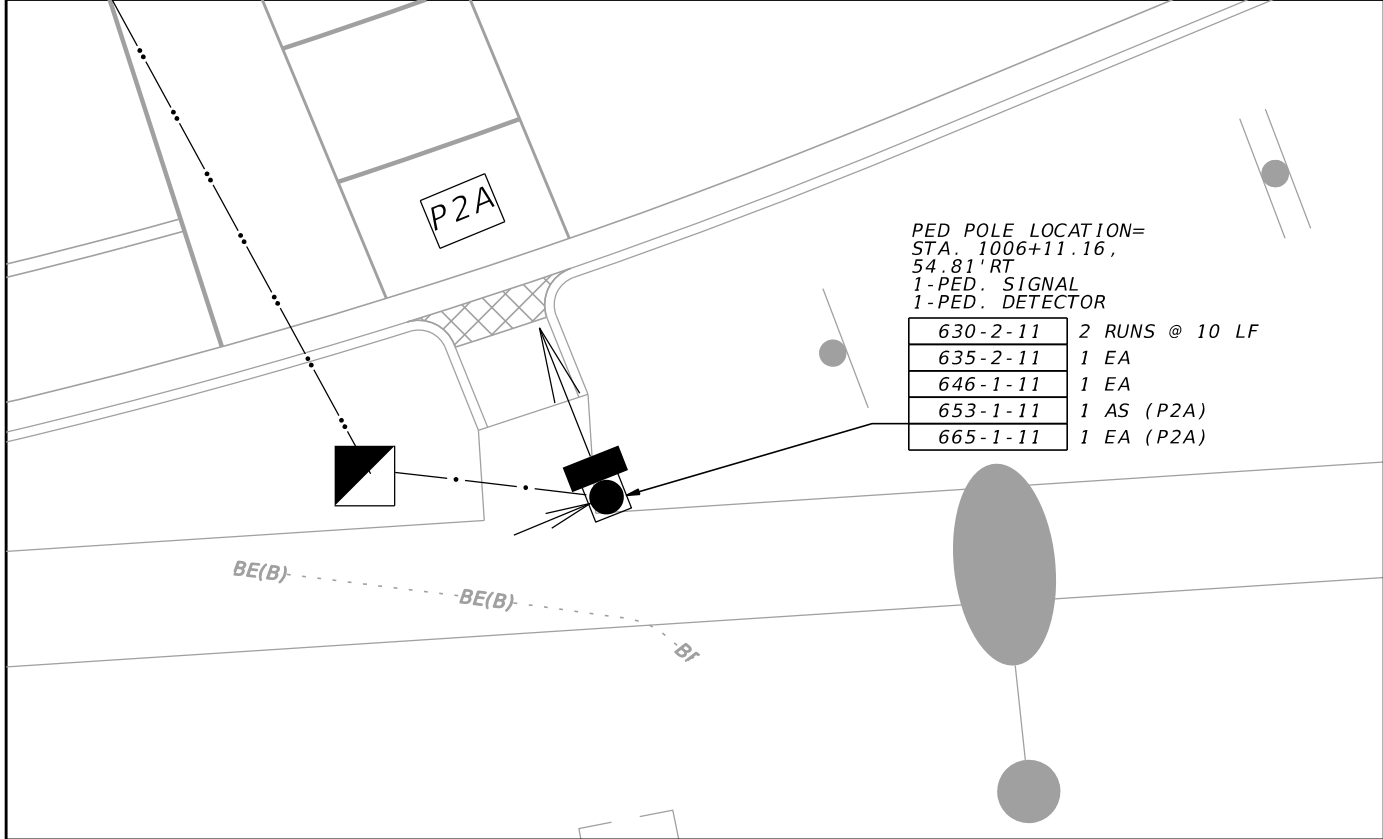 P2A
PED POLE LOCATION=
STA. 1006+11.16,
54.81'RT
1-PED. SIGNAL
1-PED. DETECTOR
630-2-11 2 RUNS @ 10 LF
635-2-11 1 EA
646-1-11 1 EA
653-1-11 1 AS (P2A)
665-1-11 1 EA (P2A)
BE(B)
BE(B)